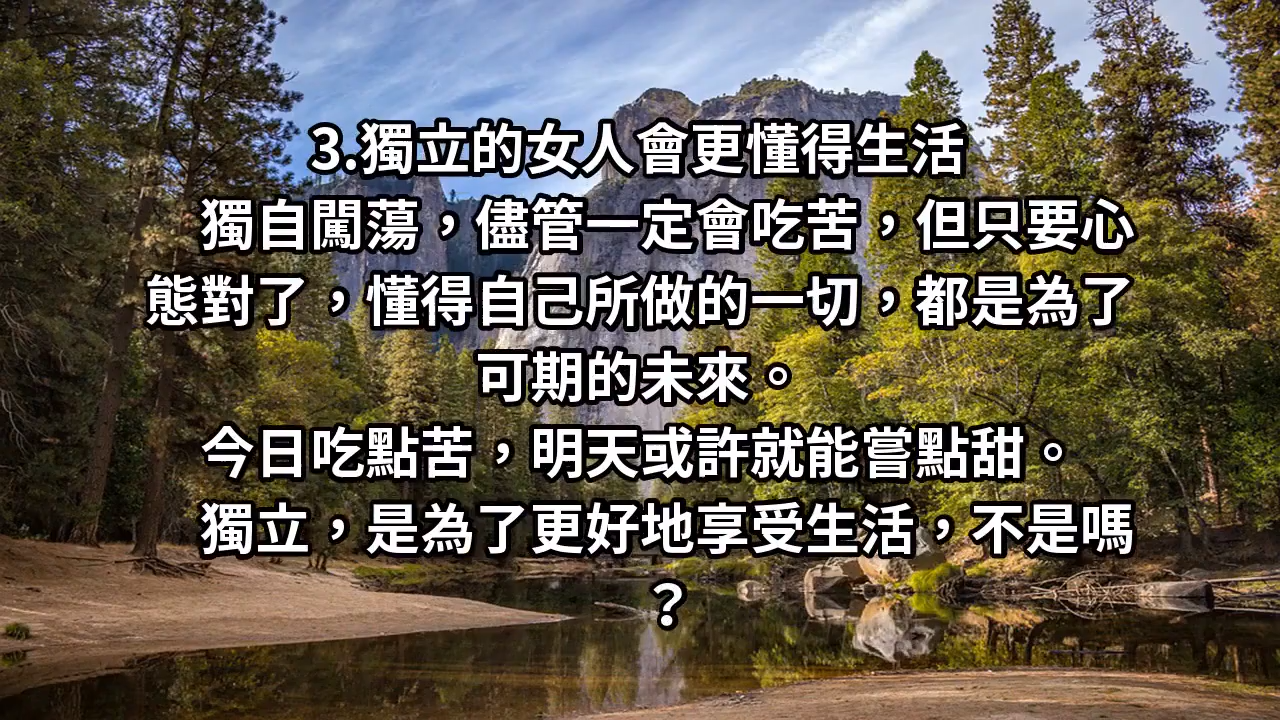 3.獨立的女人會更懂得生活
獨自闖蕩，儘管一定會吃苦，但只要心
態對了，懂得自己所做的一切，都是為了
可期的未來。
今日吃點苦，明天或許就能嘗點甜。
獨立，是為了更好地享受生活，不是嗎
？